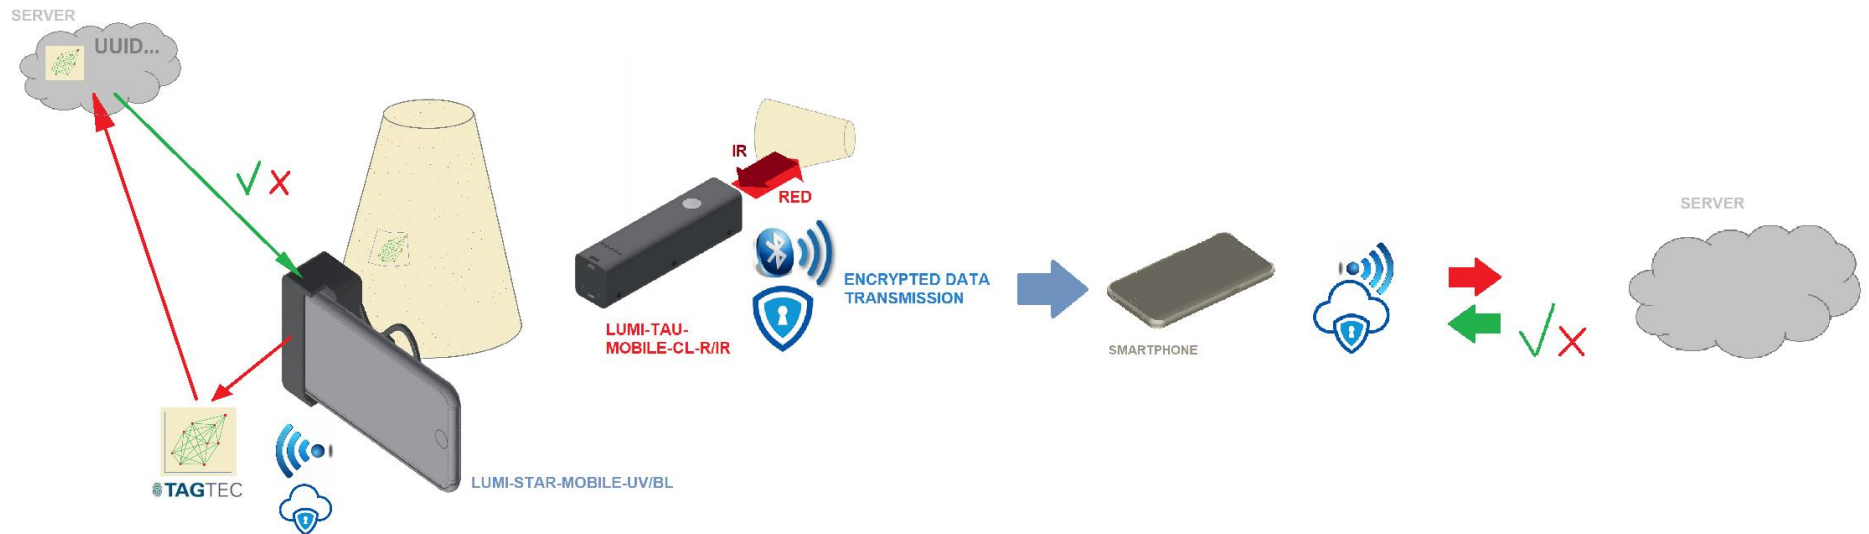 SERVER
UUID...
IR
RED
SERVER
ENCRYPTED DATA
TRANSMISSION
LUMI-TAU-
MOBILE-CL-R/IR
SMARTPHONE
TAGTEC
LUMI-STAR-MOBILE-UV/BL